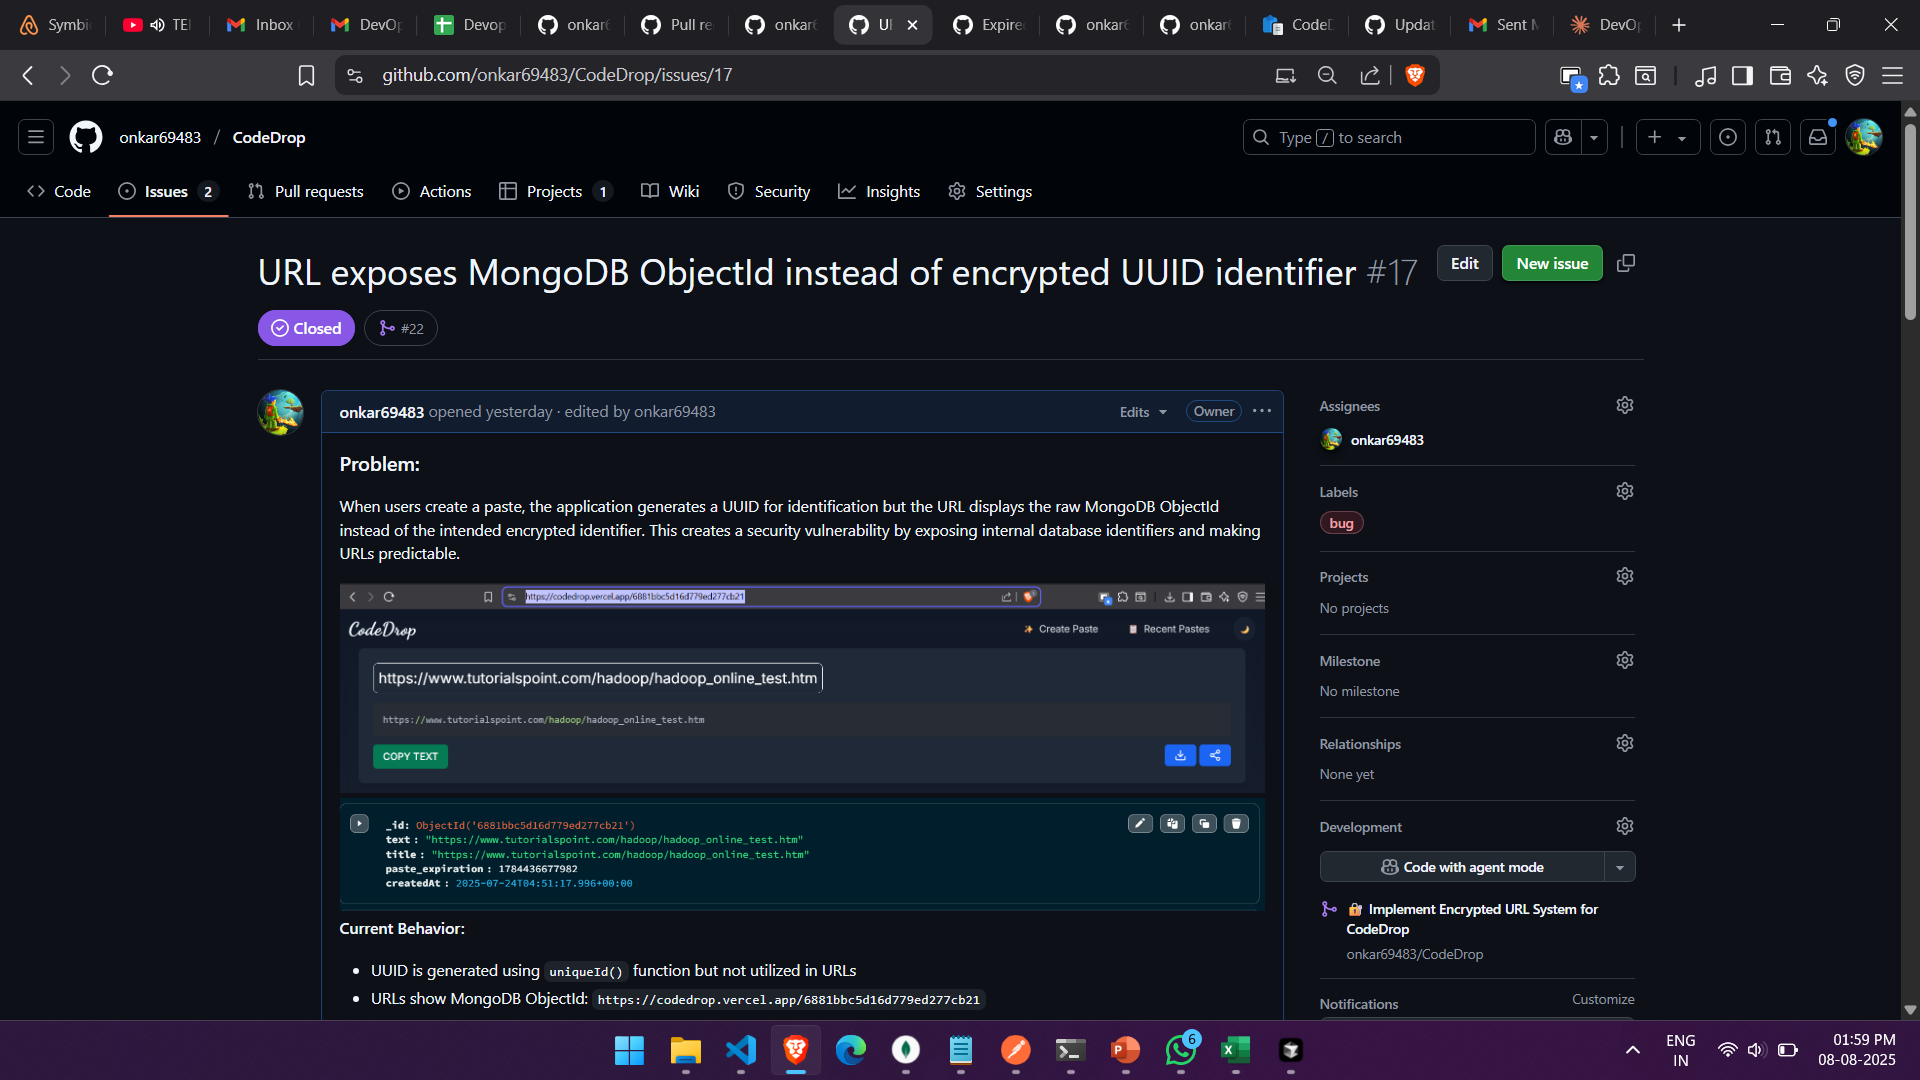 Symbi
TE
Inbox
DevOp
Devop
onkar6
Pull re
onkar6
UR
Expire
onkar6
onkar6
CodeD
Updat
Sent M
DevOp
github.com/onkar69483/CodeDrop/issues/17
onkar69483 / CodeDrop
Type / to search
Code
Issues 2
Pull requests
Actions
Projects 1
Wiki
Security
Insights
Settings
URL exposes MongoDB ObjectId instead of encrypted UUID identifier #17
Edit
New issue
Closed
#22
onkar69483 opened yesterday · edited by onkar69483
Edits
Owner
Problem:
When users create a paste, the application generates a UUID for identification but the URL displays the raw MongoDB ObjectId
instead of the intended encrypted identifier. This creates a security vulnerability by exposing internal database identifiers and making
URLs predictable.
https://codedrop.vercel.app/6881bbc5d16d779ed277cb21
CodeDrop
Create Paste
Recent Pastes
https://www.tutorialspoint.com/hadoop/hadoop_online_test.htm
https://www.tutorialspoint.com/hadoop/hadoop_online_test.htm
COPY TEXT
_id: ObjectId('6881bbc5d16d779ed277cb21')
text : "https://www.tutorialspoint.com/hadoop/hadoop_online_test.htm"
title : "https://www.tutorialspoint.com/hadoop/hadoop_online_test.htm"
paste_expiration : 1784436677982
createdAt : 2025-07-24T04:51:17.996+00:00
Current Behavior:
• UUID is generated using uniqueId() function but not utilized in URLs
• URLs show MongoDB ObjectId: https://codedrop.vercel.app/6881bbc5d16d779ed277cb21
Assignees
onkar69483
Labels
bug
Projects
No projects
Milestone
No milestone
Relationships
None yet
Development
Code with agent mode
Implement Encrypted URL System for
CodeDrop
onkar69483/CodeDrop
Notifications
Customize
6
ENG
IN
01:59 PM
08-08-2025